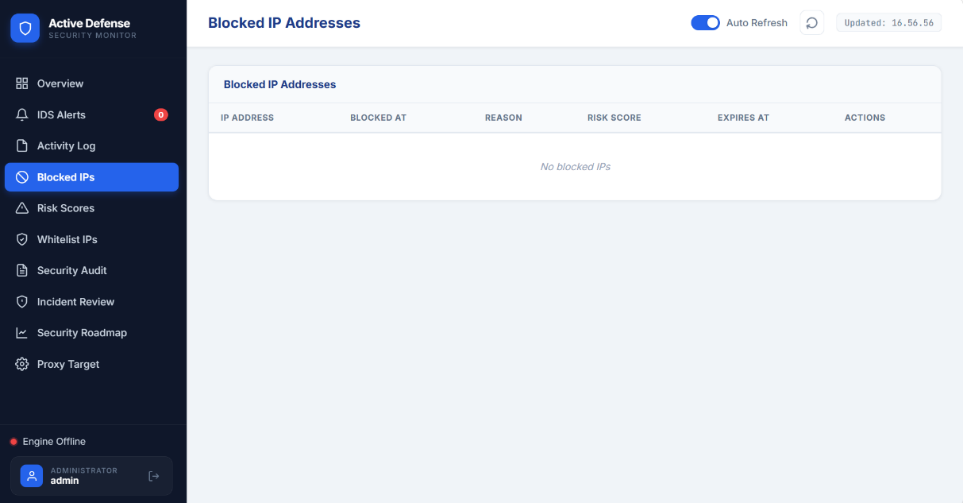 Active Defense
SECURITY MONITOR
Overview
IDS Alerts 0
Activity Log
Blocked IPs
Risk Scores
Whitelist IPs
Security Audit
Incident Review
Security Roadmap
Proxy Target
Engine Offline
ADMINISTRATOR
admin
Blocked IP Addresses
Auto Refresh
Updated: 16.56.56
Blocked IP Addresses
IP ADDRESS BLOCKED AT REASON RISK SCORE EXPIRES AT ACTIONS
No blocked IPs